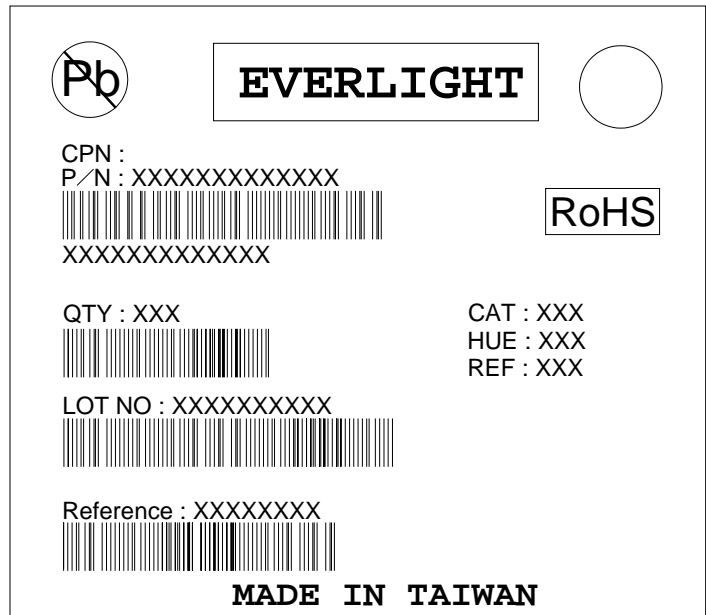 Pb
EVERLIGHT
CPN :
P/N : XXXXXXXXXXXXX
RoHS
XXXXXXXXXXXXX
QTY : XXX
CAT : XXX
HUE : XXX
REF : XXX
LOT NO : XXXXXXXXXX
Reference : XXXXXXXX
MADE IN TAIWAN